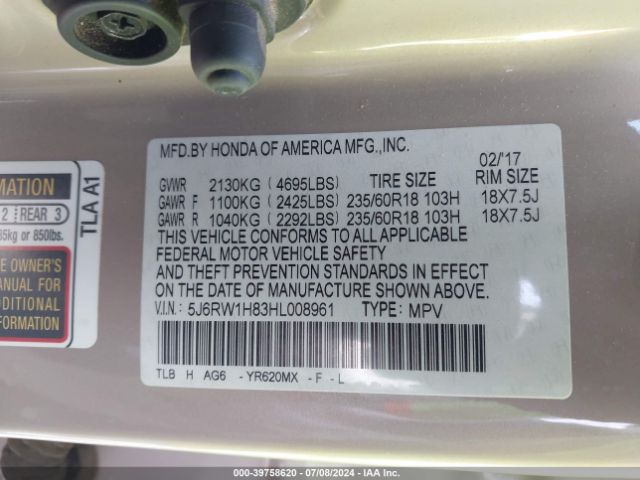 MFD.BY HONDA OF AMERICA MFG.,INC.
02/'17
GVWR 2130KG (4695LBS) TIRE SIZE RIM SIZE
GAWR F 1100KG (2425LBS) 235/60R18 103H 18X7.5J
GAWR R 1040KG (2292LBS) 235/60R18 103H 18X7.5J
THIS VEHICLE CONFORMS TO ALL APPLICABLE
FEDERAL MOTOR VEHICLE SAFETY
AND THEFT PREVENTION STANDARDS IN EFFECT
ON THE DATE OF MANUFACTURE SHOWN ABOVE.
V.I.N.: 5J6RW1H83HL008961 TYPE: MPV
TLB H AG6 -YR620MX -F -L
MATION
2 REAR 3
35kg or 850lbs.
E OWNER'S
ANUAL FOR
DDITIONAL
FORMATION
TLA A1
000-39758620 - 07/08/2024 - IAA Inc.